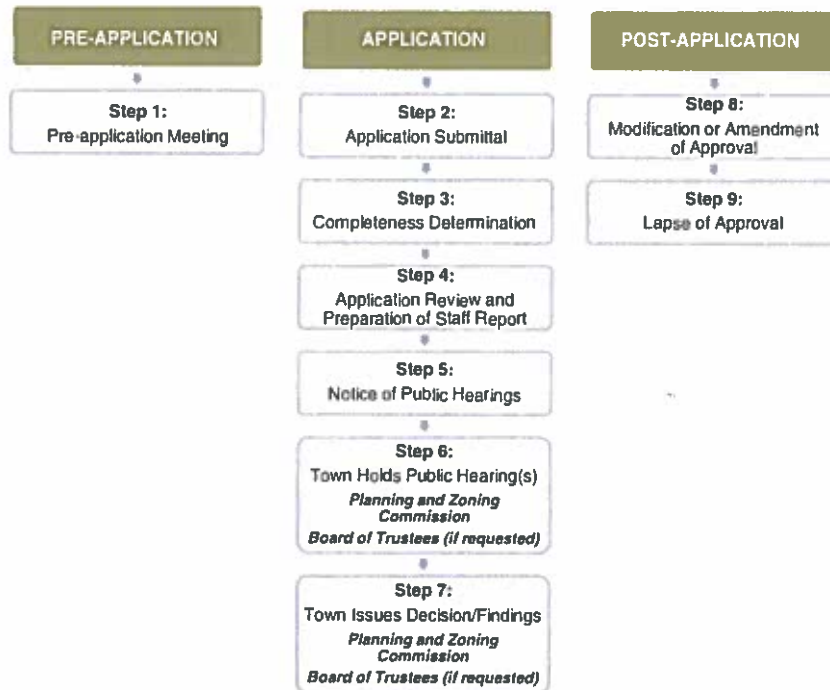 PRE-APPLICATION
Step 1:
Pre-application Meeting
APPLICATION
Step 2:
Application Submittal
Step 3:
Completeness Determination
Step 4:
Application Review and
Preparation of Staff Report
Step 5:
Notice of Public Hearings
Step 6:
Town Holds Public Hearing(s)
Planning and Zoning
Commission
Board of Trustees (if requested)
Step 7:
Town Issues Decision/Findings
Planning and Zoning
Commission
Board of Trustees (if requested)
POST-APPLICATION
Step 8:
Modification or Amendment
of Approval
Step 9:
Lapse of Approval